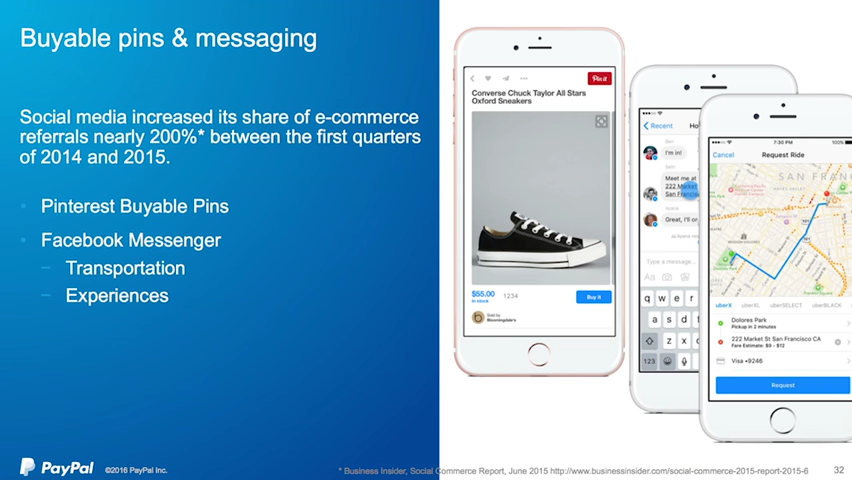 Buyable pins & messaging
Social media increased its share of e-commerce
referrals nearly 200%* between the first quarters
of 2014 and 2015.
Pinterest Buyable Pins
Facebook Messenger
– Transportation
– Experiences
PayPal
©2016 PayPal Inc.
Pin it
Converse Chuck Taylor All Stars
Oxford Sneakers
$55.00
In stock
1234
Buy it
Sold by
Bloomingdale's
Recent
Ho
I'm in!
Meet me at
222 Market
San Francisco
Great, I'll
Type a message...
Aa
q w e r
a s d
z x
123
7:30 PM
100%
Cancel
Request Ride
SAN FRANC
uberX
uberXL
uberSELECT
uberBLACK
Dolores Park
Pickup in 2 minutes
222 Market St San Francisco CA
Fare Estimate: $9 - $12
Visa •9246
Request
* Business Insider, Social Commerce Report, June 2015 http://www.businessinsider.com/social-commerce-2015-report-2015-6
32